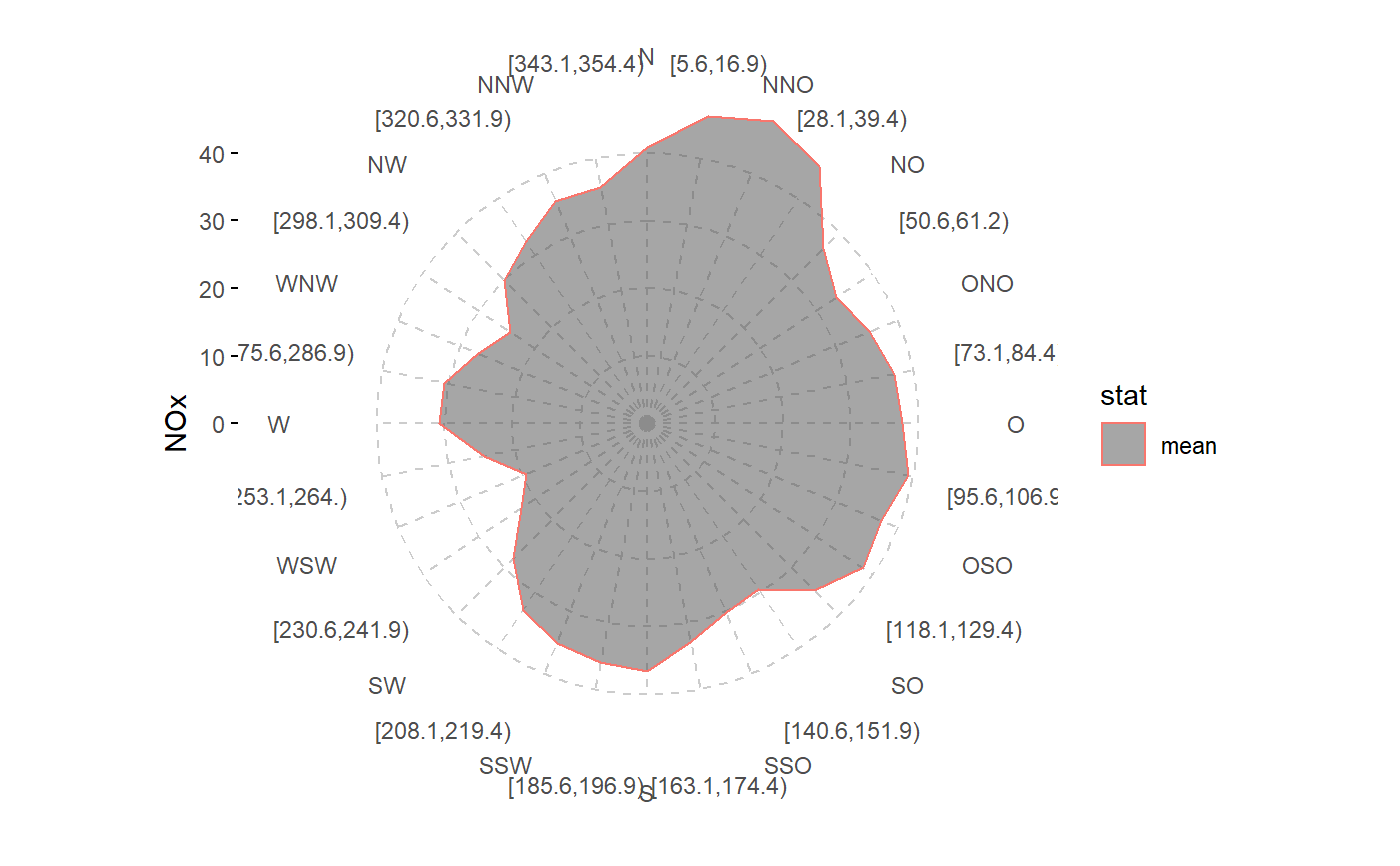 N
[343.1,354.4)
[5.6,16.9)
NNW
NNO
[320.6,331.9)
[28.1,39.4)
40
NW
NO
30
[298.1,309.4)
[50.6,61.2)
20
WNW
ONO
10
75.6,286.9)
[73.1,84.4
NOx
0
W
O
stat
mean
253.1,264.)
[95.6,106.9
WSW
OSO
[230.6,241.9)
[118.1,129.4)
SW
SO
[208.1,219.4)
[140.6,151.9)
SSW
SSO
[185.6,196.9)
S
[163.1,174.4)